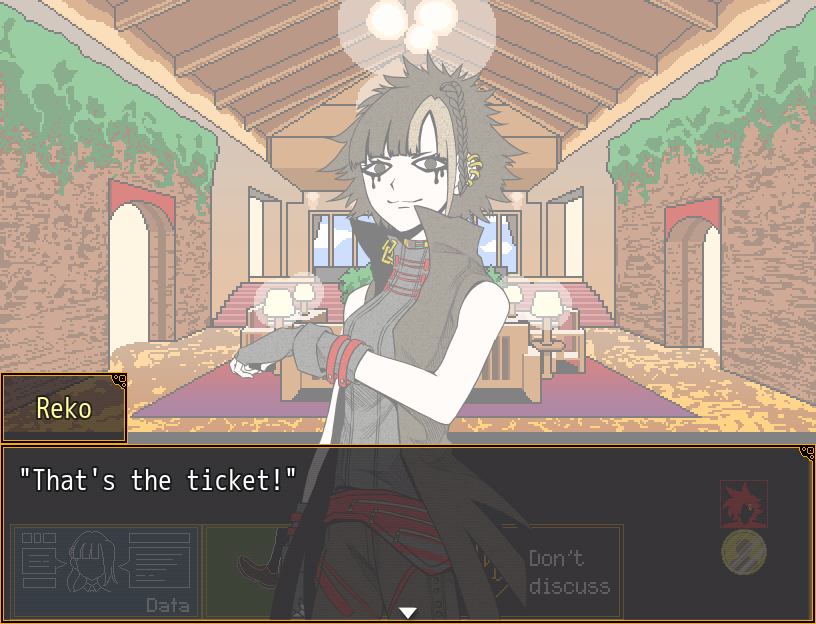 Reko
"That's the ticket!"
Don't
discuss
Data